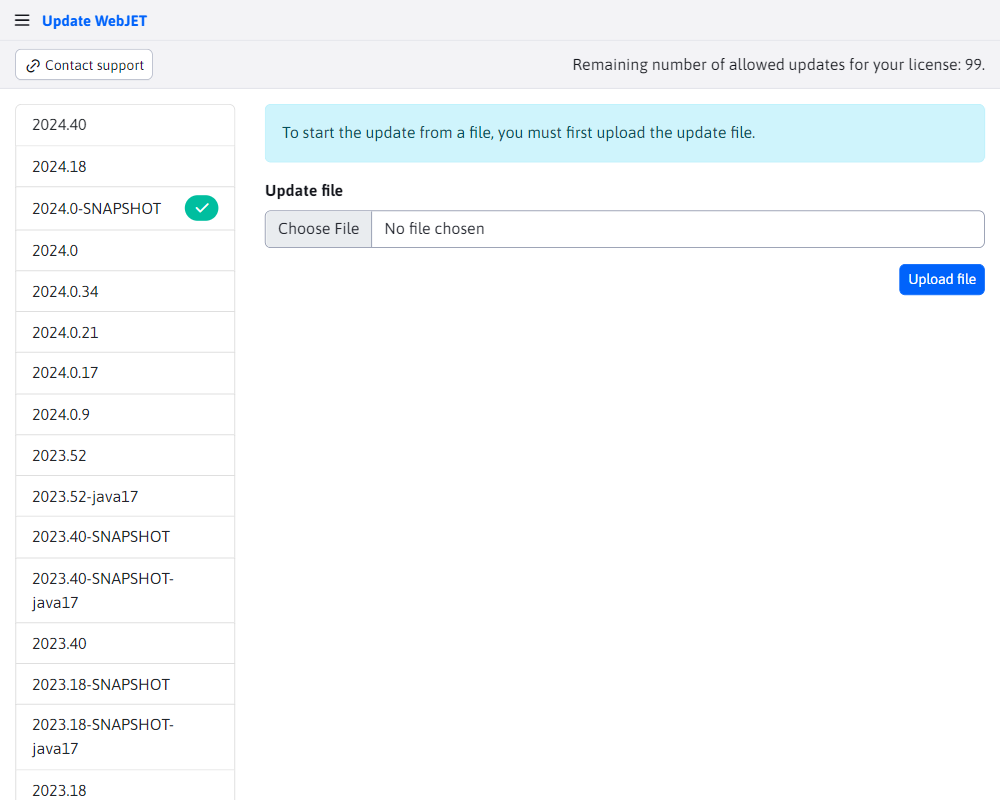 Update WebJET
Contact support
Remaining number of allowed updates for your license: 99.
2024.40
2024.18
2024.0-SNAPSHOT
2024.0
2024.0.34
2024.0.21
2024.0.17
2024.0.9
2023.52
2023.52-java17
2023.40-SNAPSHOT
2023.40-SNAPSHOT-
java17
2023.40
2023.18-SNAPSHOT
2023.18-SNAPSHOT-
java17
2023.18
To start the update from a file, you must first upload the update file.
Update file
Choose File No file chosen
Upload file